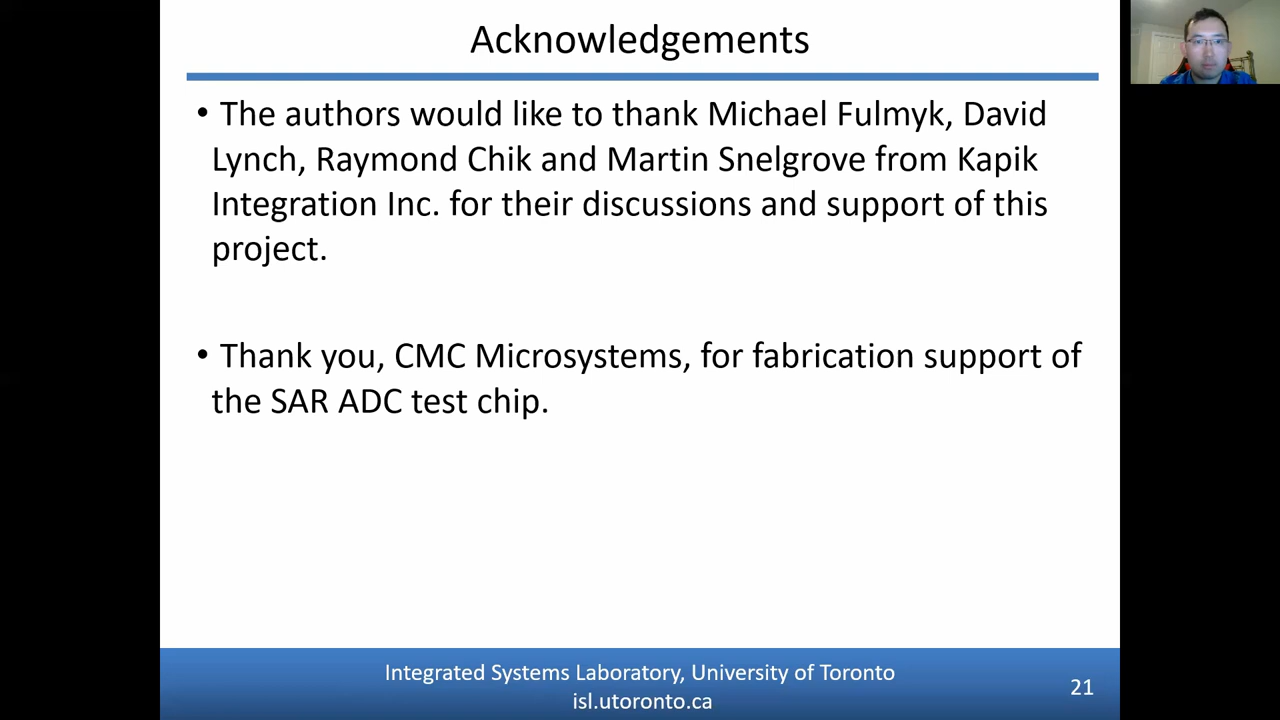 Acknowledgements
• The authors would like to thank Michael Fulmyk, David
Lynch, Raymond Chik and Martin Snelgrove from Kapik
Integration Inc. for their discussions and support of this
project.
• Thank you, CMC Microsystems, for fabrication support of
the SAR ADC test chip.
Integrated Systems Laboratory, University of Toronto
isl.utoronto.ca
21